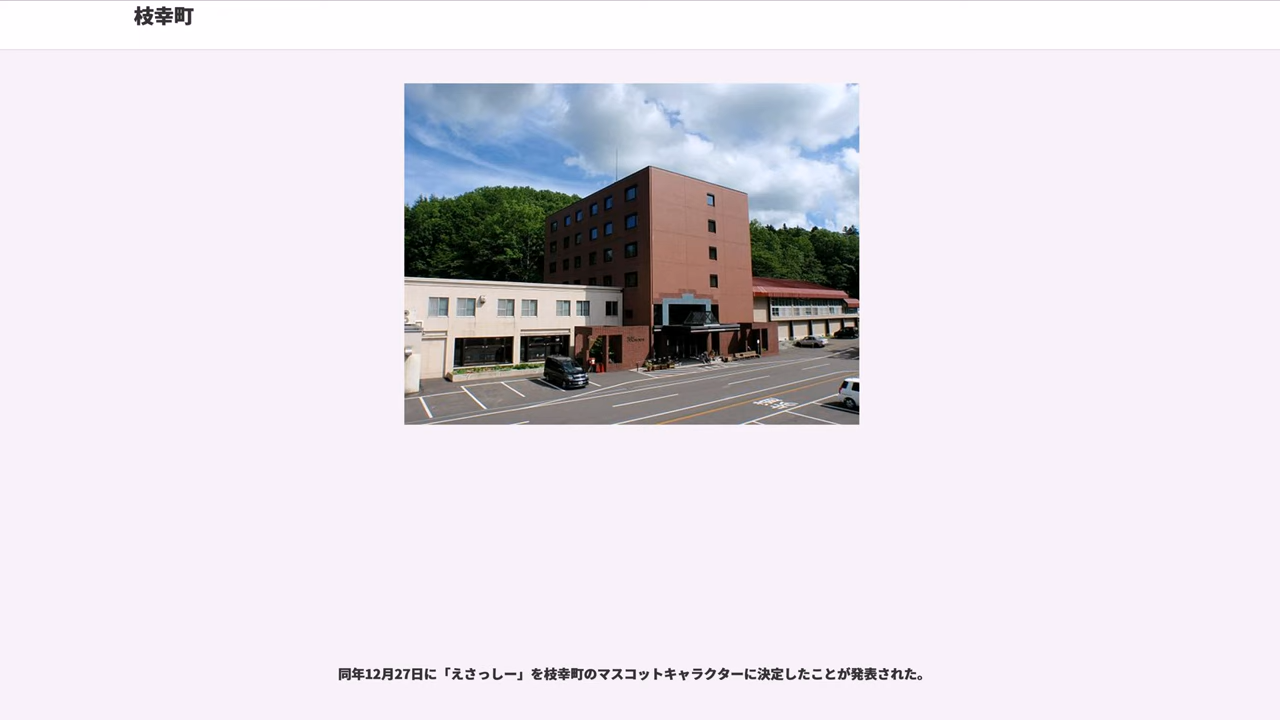 枝幸町
同年12月27日に「えさっしー」を枝幸町のマスコットキャラクターに決定したことが発表された。